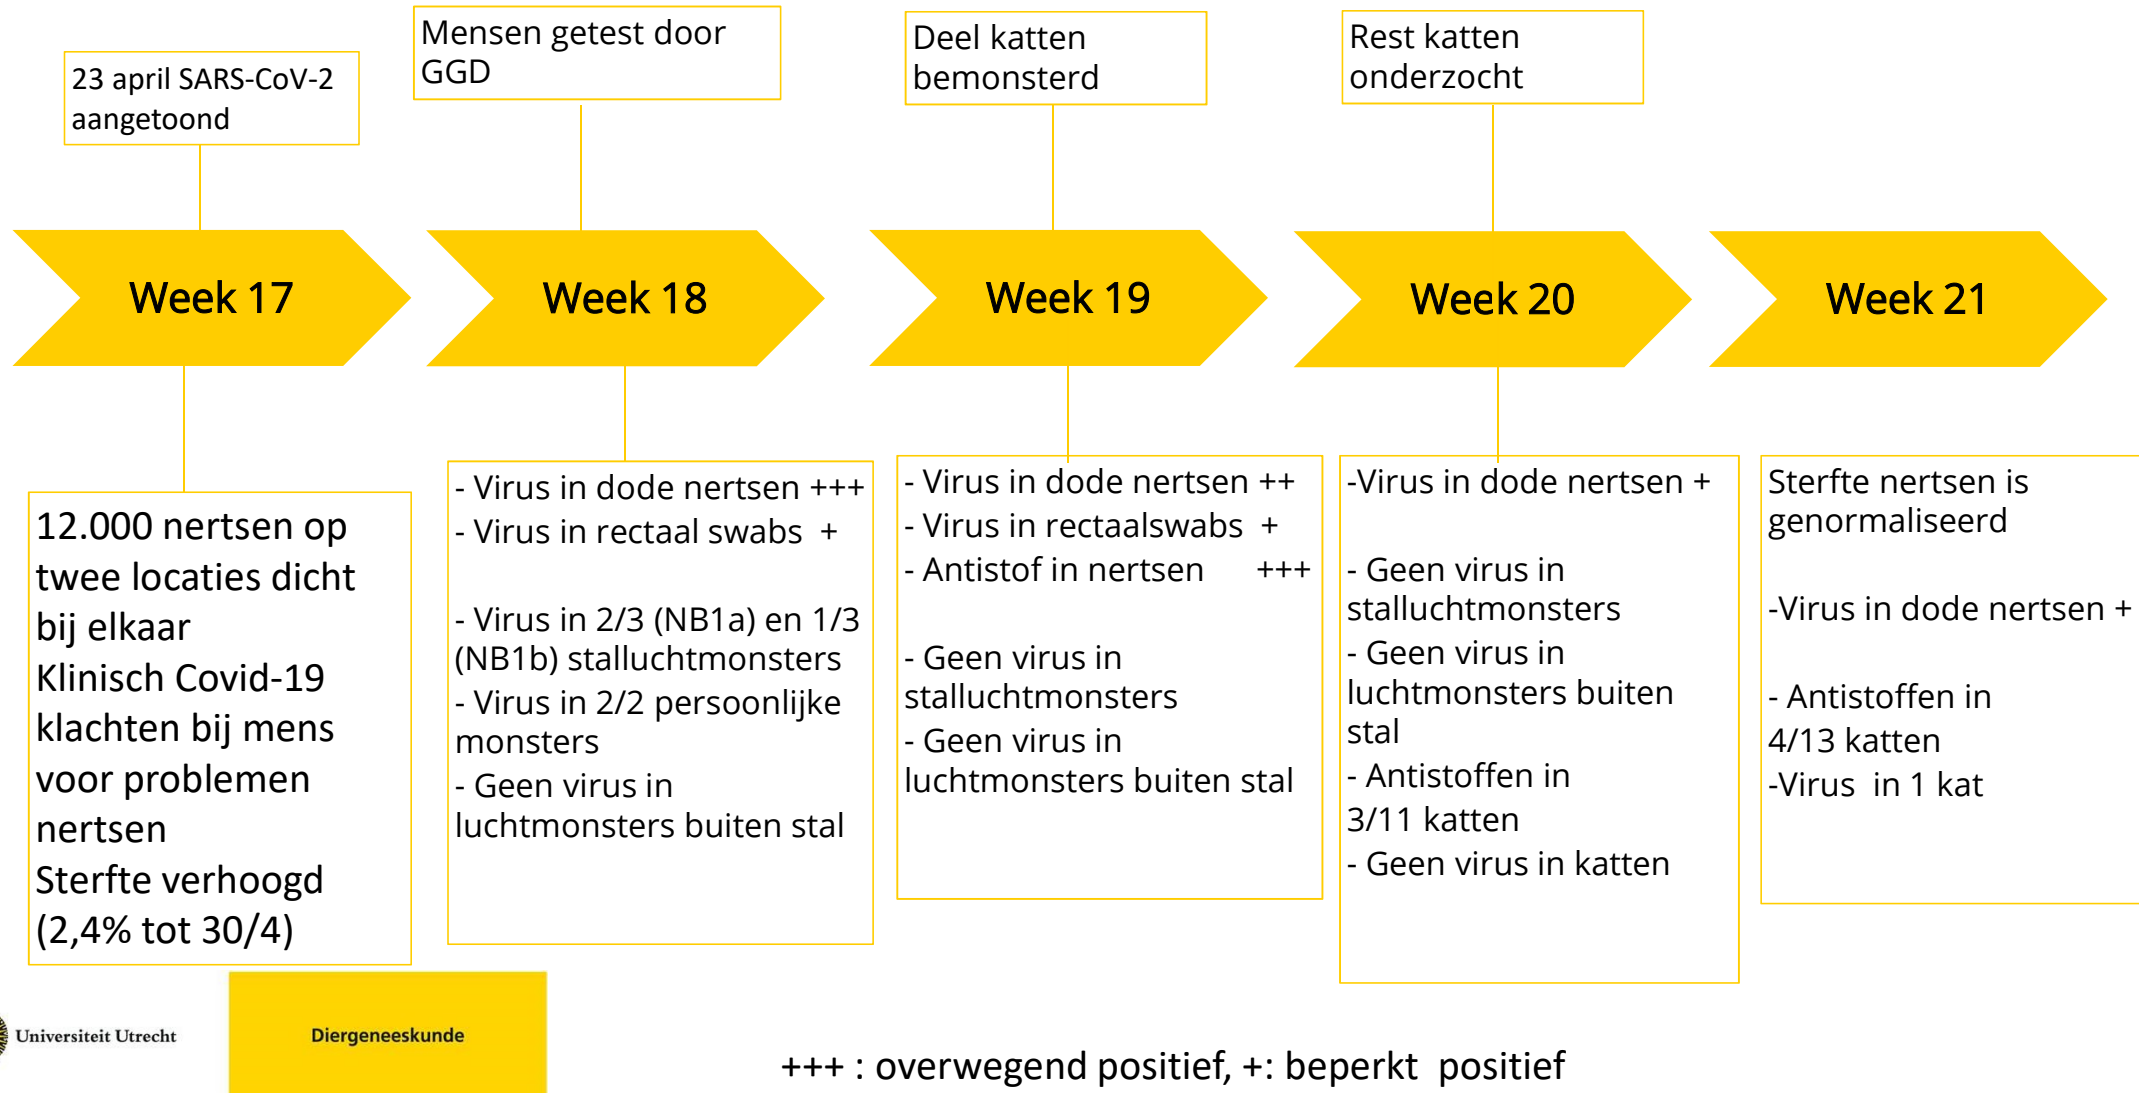 23 april SARS-CoV-2
aangetoond
Mensen getest door
GGD
Deel katten
bemonsterd
Rest katten
onderzocht
Week 17
Week 18
Week 19
Week 20
Week 21
12.000 nertsen op
twee locaties dicht
bij elkaar
Klinisch Covid-19
klachten bij mens
voor problemen
nertsen
Sterfte verhoogd
(2,4% tot 30/4)
- Virus in dode nertsen +++
- Virus in rectaal swabs +
- Virus in 2/3 (NB1a) en 1/3
(NB1b) stalluchtmonsters
- Virus in 2/2 persoonlijke
monsters
- Geen virus in
luchtmonsters buiten stal
- Virus in dode nertsen ++
- Virus in rectaalswabs +
- Antistof in nertsen +++
- Geen virus in
stalluchtmonsters
- Geen virus in
luchtmonsters buiten stal
-Virus in dode nertsen +
- Geen virus in
stalluchtmonsters
- Geen virus in
luchtmonsters buiten
stal
- Antistoffen in
3/11 katten
- Geen virus in katten
Sterfte nertsen is
genormaliseerd
-Virus in dode nertsen +
- Antistoffen in
4/13 katten
-Virus in 1 kat
Universiteit Utrecht
Diergeneeskunde
+++ : overwegend positief, +: beperkt positief